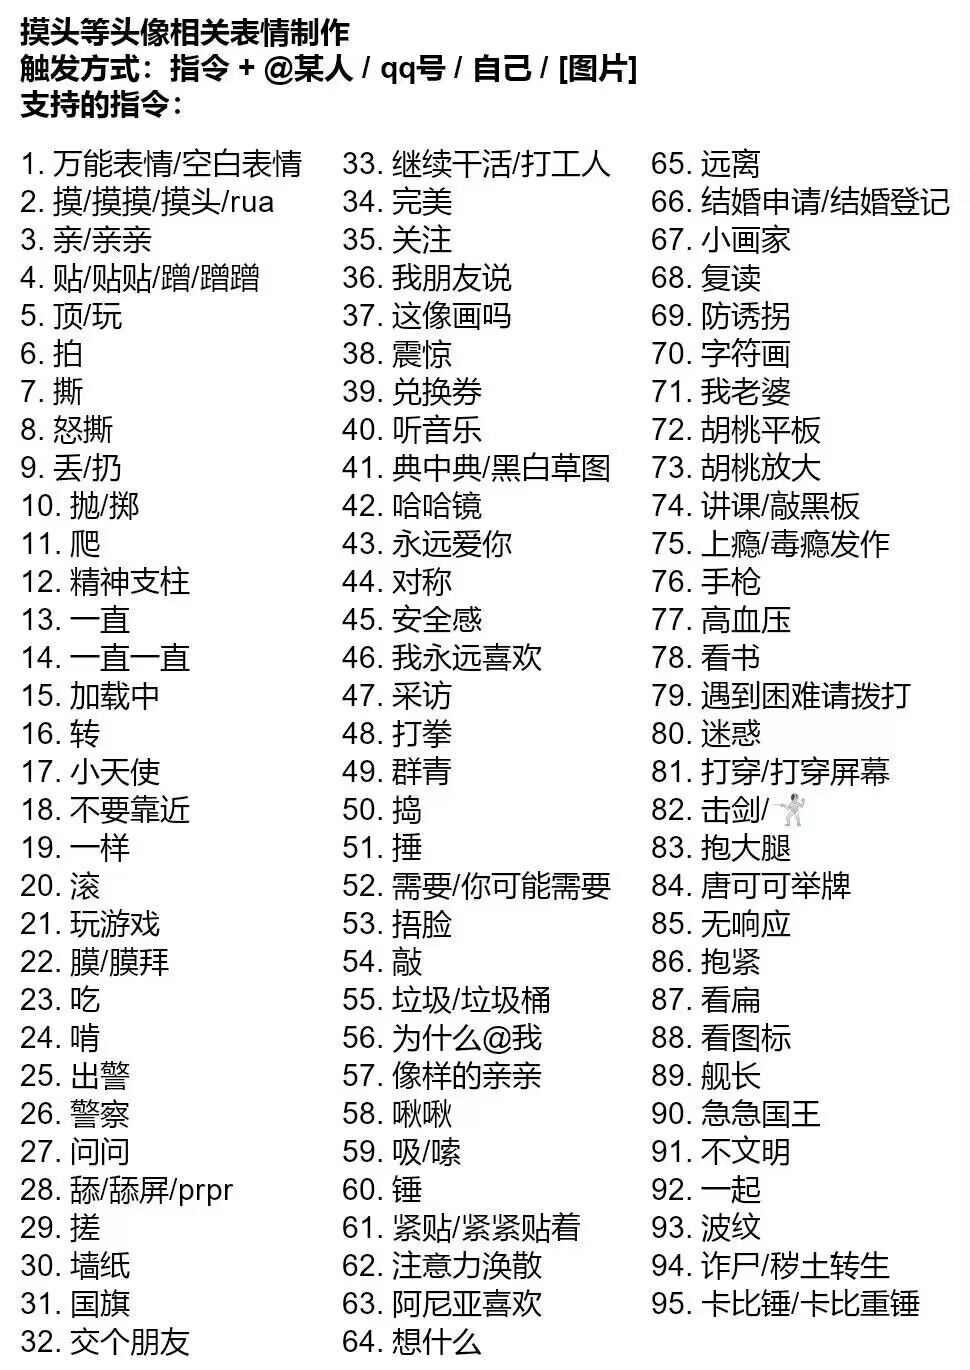 摸头等头像相关表情制作
触发方式：指令 + @某人 / qq号 / 自己 / [图片]
支持的指令：
1. 万能表情/空白表情
2. 摸/摸摸/摸头/rua
3. 亲/亲亲
4. 贴/贴贴/蹭/蹭蹭
5. 顶/玩
6. 拍
7. 撕
8. 怒撕
9. 丢/扔
10. 抛/掷
11. 爬
12. 精神支柱
13. 一直
14. 一直一直
15. 加载中
16. 转
17. 小天使
18. 不要靠近
19. 一样
20. 滚
21. 玩游戏
22. 膜/膜拜
23. 吃
24. 啃
25. 出警
26. 警察
27. 问问
28. 舔/舔屏/prpr
29. 搓
30. 墙纸
31. 国旗
32. 交个朋友
33. 继续干活/打工人
34. 完美
35. 关注
36. 我朋友说
37. 这像画吗
38. 震惊
39. 兑换券
40. 听音乐
41. 典中典/黑白草图
42. 哈哈镜
43. 永远爱你
44. 对称
45. 安全感
46. 我永远喜欢
47. 采访
48. 打拳
49. 群青
50. 捣
51. 捶
52. 需要/你可能需要
53. 捂脸
54. 敲
55. 垃圾/垃圾桶
56. 为什么@我
57. 像样的亲亲
58. 啾啾
59. 吸/嗦
60. 锤
61. 紧贴/紧紧贴着
62. 注意力涣散
63. 阿尼亚喜欢
64. 想什么
65. 远离
66. 结婚申请/结婚登记
67. 小画家
68. 复读
69. 防诱拐
70. 字符画
71. 我老婆
72. 胡桃平板
73. 胡桃放大
74. 讲课/敲黑板
75. 上瘾/毒瘾发作
76. 手枪
77. 高血压
78. 看书
79. 遇到困难请拨打
80. 迷惑
81. 打穿/打穿屏幕
82. 击剑/🤺
83. 抱大腿
84. 唐可可举牌
85. 无响应
86. 抱紧
87. 看扁
88. 看图标
89. 舰长
90. 急急国王
91. 不文明
92. 一起
93. 波纹
94. 诈尸/秽土转生
95. 卡比锤/卡比重锤